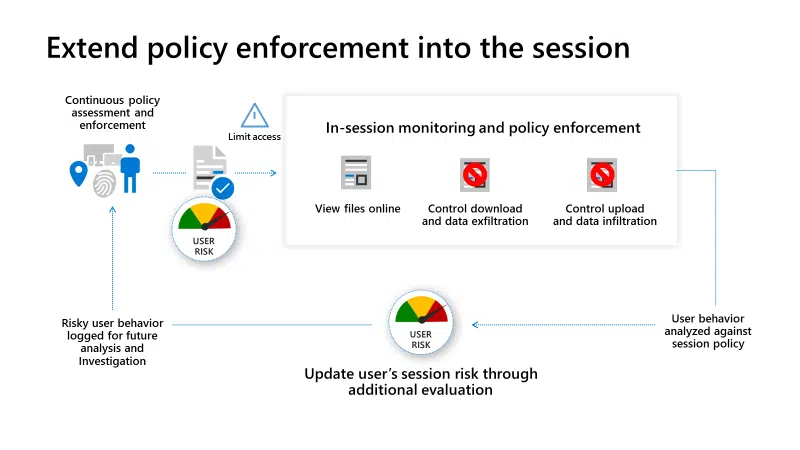 Extend policy enforcement into the session
Continuous policy
assessment and
enforcement
Limit access
USER
RISK
In-session monitoring and policy enforcement
View files online
Control download
and data exfiltration
Control upload
and data infiltration
User behavior
analyzed against
session policy
USER
RISK
Update user's session risk through
additional evaluation
Risky user behavior
logged for future
analysis and
Investigation